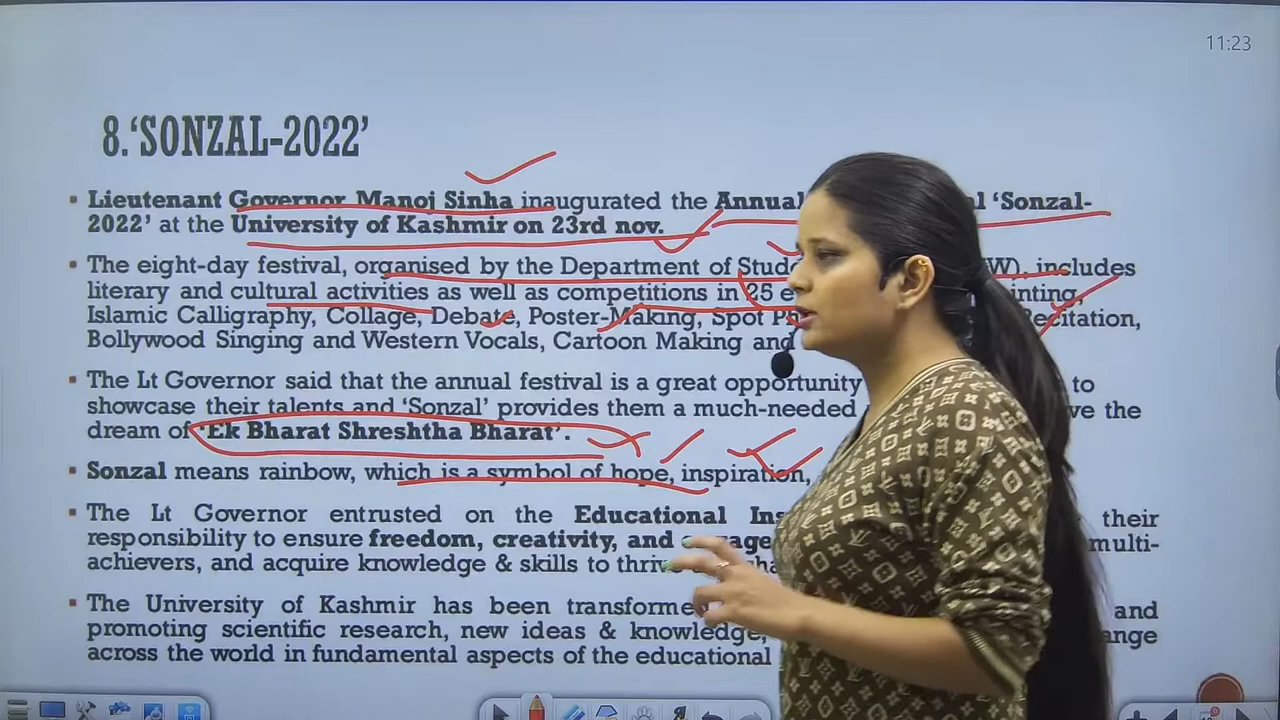 11:23
8.‘SONZAL-2022’
▪ Lieutenant Governor Manoj Sinha inaugurated the Annual ‘Sonzal-
2022’ at the University of Kashmir on 23rd nov.
▪ The eight-day festival, organised by the Department of includes
literary and cultural activities as well as competitions in 25
Islamic Calligraphy, Collage, Debate, Poster-Making, Spot Recitation,
Bollywood Singing and Western Vocals, Cartoon Making and
▪ The Lt Governor said that the annual festival is a great opportunity to
showcase their talents and ‘Sonzal’ provides them a much-needed the
dream of ‘Ek Bharat Shreshtha Bharat’.
▪ Sonzal means rainbow, which is a symbol of hope, inspiration,
▪ The Lt Governor entrusted on the Educational their
responsibility to ensure freedom, creativity, and multi-
achievers, and acquire knowledge & skills to
▪ The University of Kashmir has been and
promoting scientific research, new ideas & knowledge,
across the world in fundamental aspects of the educational